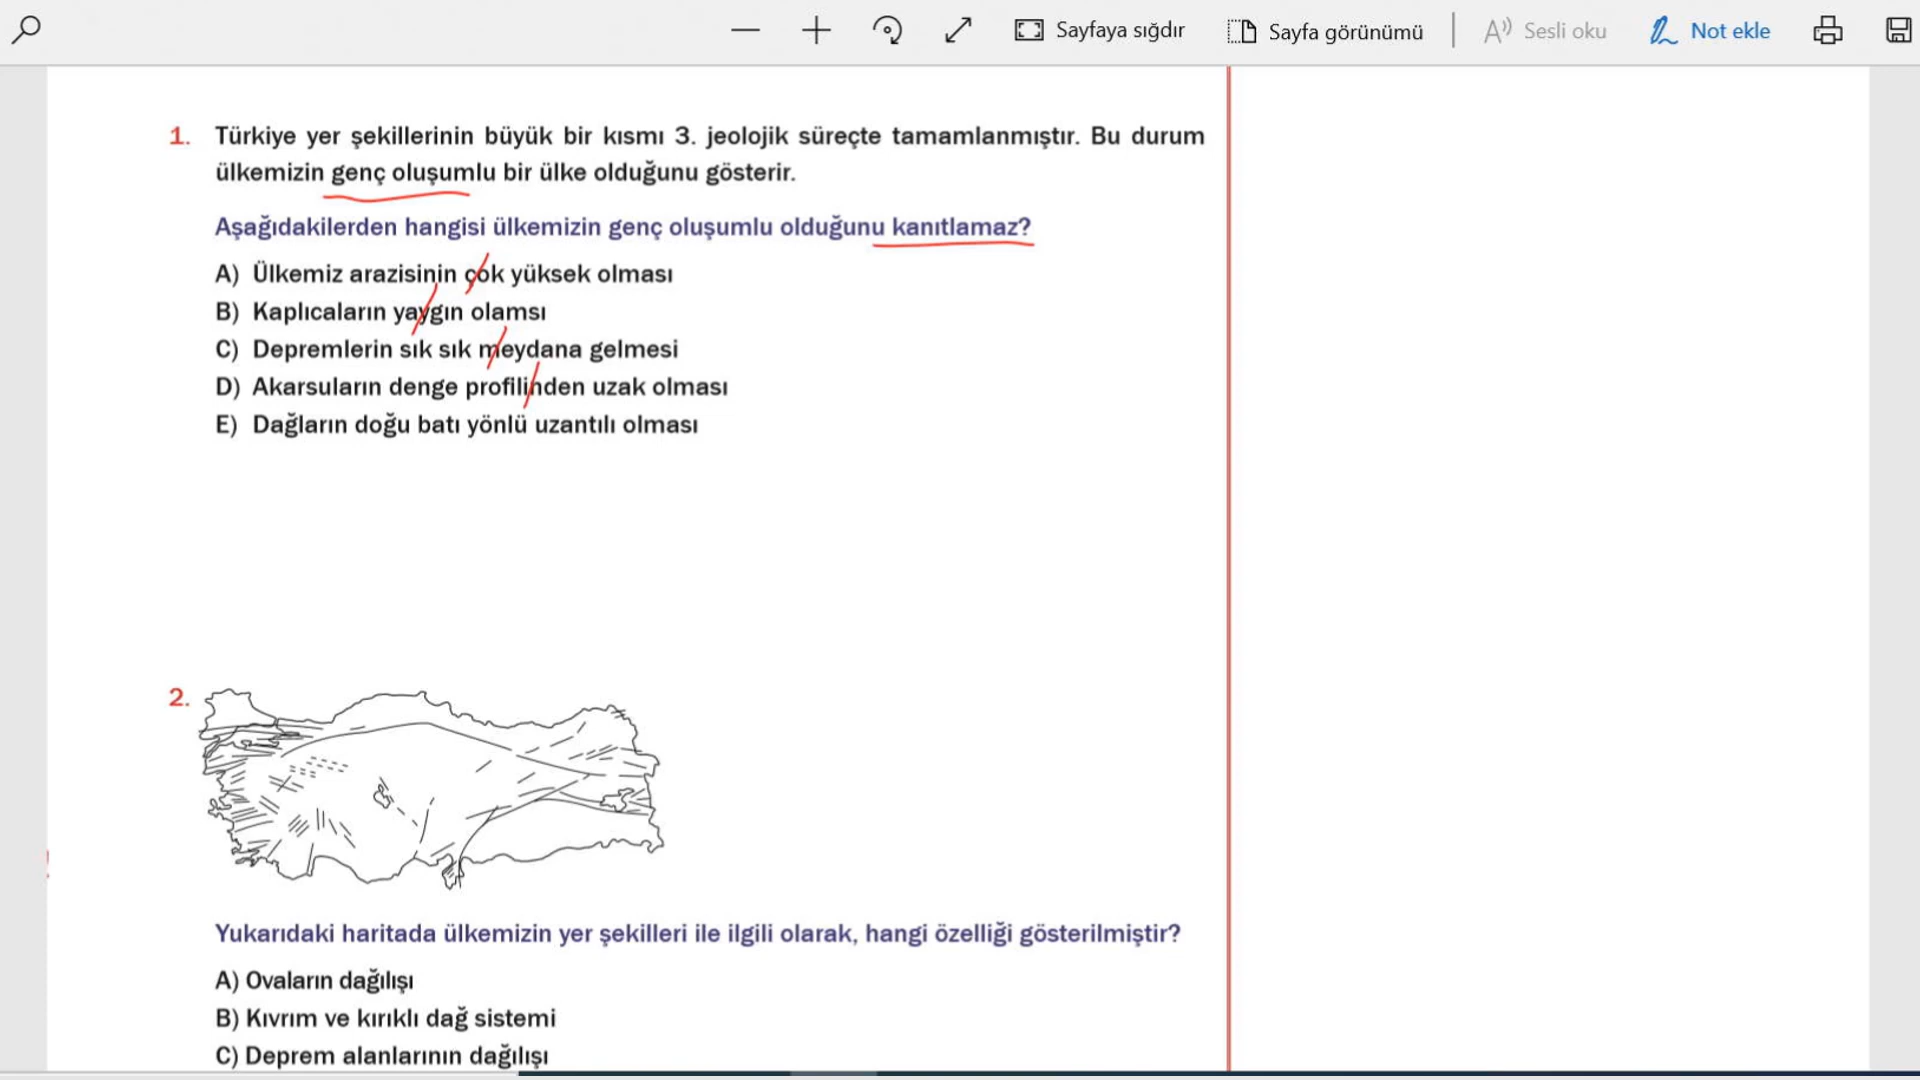 Sayfaya sığdır
Sayfa görünümü
Sesli oku
Not ekle
1. Türkiye yer şekillerinin büyük bir kısmı 3. jeolojik süreçte tamamlanmıştır. Bu durum
ülkemizin genç oluşumlu bir ülke olduğunu gösterir.
Aşağıdakilerden hangisi ülkemizin genç oluşumlu olduğunu kanıtlamaz?
A) Ülkemiz arazisinin çok yüksek olması
B) Kaplıcaların yaygın olamsı
C) Depremlerin sık sık meydana gelmesi
D) Akarsuların denge profilinden uzak olması
E) Dağların doğu batı yönlü uzantılı olması
2.
Yukarıdaki haritada ülkemizin yer şekilleri ile ilgili olarak, hangi özelliği gösterilmiştir?
A) Ovaların dağılışı
B) Kıvrım ve kırıklı dağ sistemi
C) Deprem alanlarının dağılışı